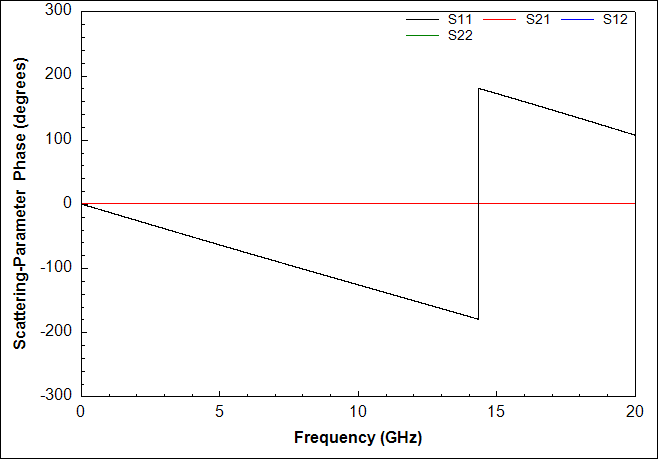 300
S11 S21 S12
S22
200
100
0
-100
-200
-300
Scattering-Parameter Phase (degrees)
0 5 10 15 20
Frequency (GHz)